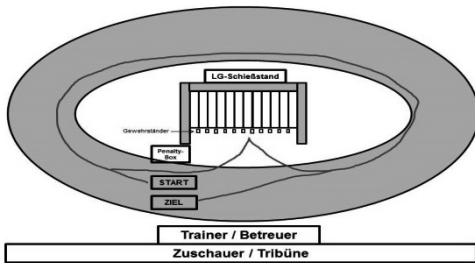 LG-Schießstand
Gewehrständer
Penalty-
Box
START
ZIEL
Trainer / Betreuer
Zuschauer / Tribüne